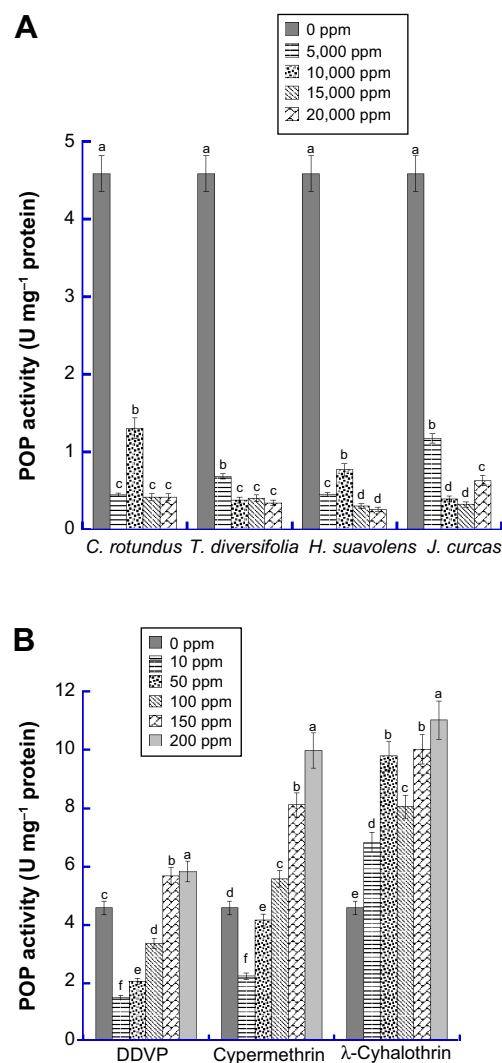 A
0 ppm
5,000 ppm
10,000 ppm
15,000 ppm
20,000 ppm
POP activity (U mg⁻¹ protein)
5
4
3
2
1
0
a
c
b
c
c
a
b
c
c
c
a
c
b
d
d
a
b
d
d
c
C. rotundus T. diversifolia H. suavolens J. curcas
B
0 ppm
10 ppm
50 ppm
100 ppm
150 ppm
200 ppm
POP activity (U mg⁻¹ protein)
12
10
8
6
4
2
0
c
f
e
d
b
a
d
f
e
c
b
a
e
d
b
c
b
a
DDVP Cypermethrin λ-Cyhalothrin